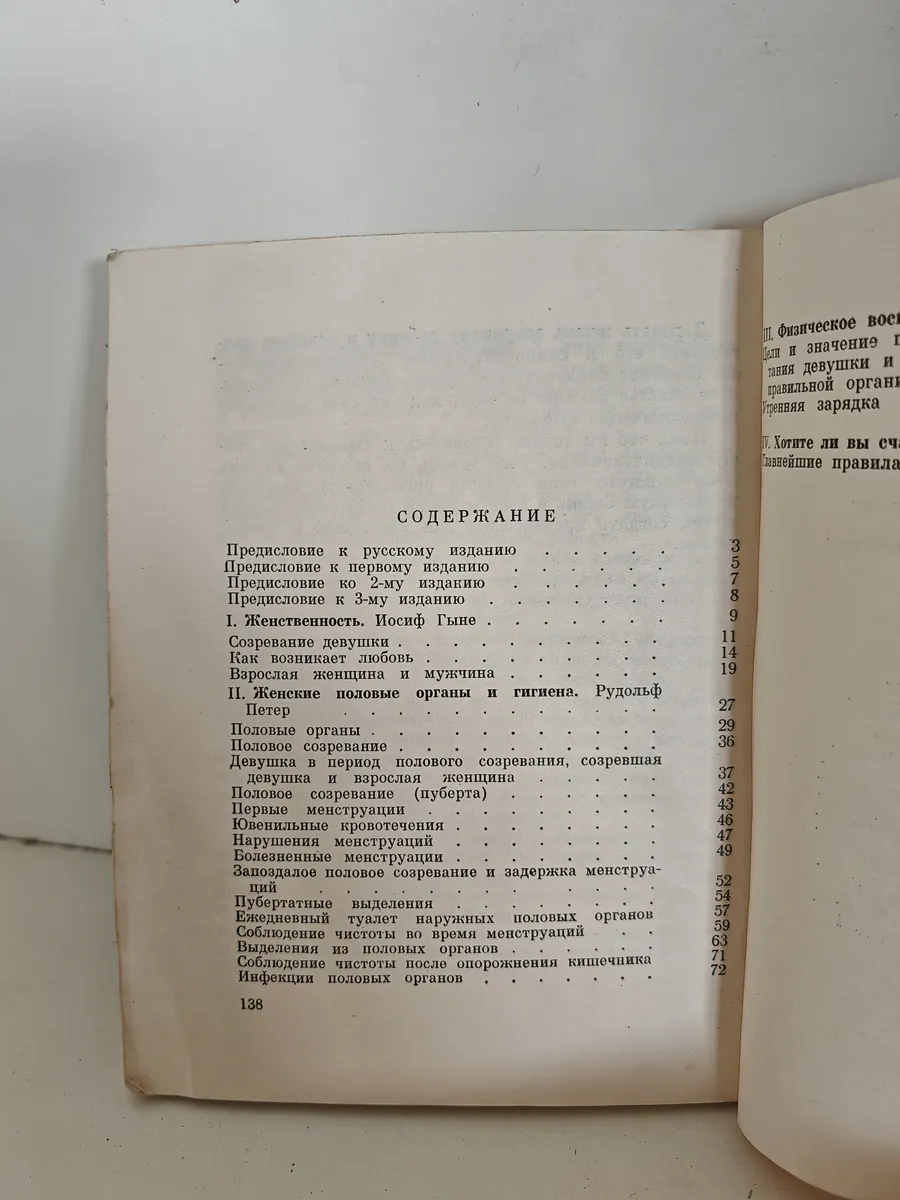 СОДЕРЖАНИЕ
Предисловие к русскому изданию . . . . . 3
Предисловие к первому изданию . . . . . . 5
Предисловие ко 2-му изданию . . . . . . 7
Предисловие к 3-му изданию . . . . . . . 8
I. Женственность. Иосиф Гыне . . . . . . . 9
Созревание девушки . . . . . . . . . . 11
Как возникает любовь . . . . . . . . . 14
Взрослая женщина и мужчина . . . . . . 19
II. Женские половые органы и гигиена. Рудольф
Петер . . . . . . . . . . . . 27
Половые органы . . . . . . . . . . . 29
Половое созревание . . . . . . . . . . 36
Девушка в период полового созревания, созревшая
девушка и взрослая женщина . . . . . 37
Половое созревание (пуберта) . . . . . . 42
Первые менструации . . . . . . . . . 43
Ювенильные кровотечения . . . . . . . . 46
Нарушения менструаций . . . . . . . . 47
Болезненные менструации . . . . . . . . 49
Запоздалое половое созревание и задержка менструа-
ций . . . . . . . . . . . 52
Пубертатные выделения . . . . . . . . 54
Ежедневный туалет наружных половых органов 57
Соблюдение чистоты во время менструаций . . 59
Выделения из половых органов . . . . . 63
Соблюдение чистоты после опорожнения кишечника 71
Инфекции половых органов . . . . . . . 72
138
III. Физическое
Цели и значение
тания девушки и
правильной
Утренняя зарядка
IV. Хотите ли вы
Главнейшие правила